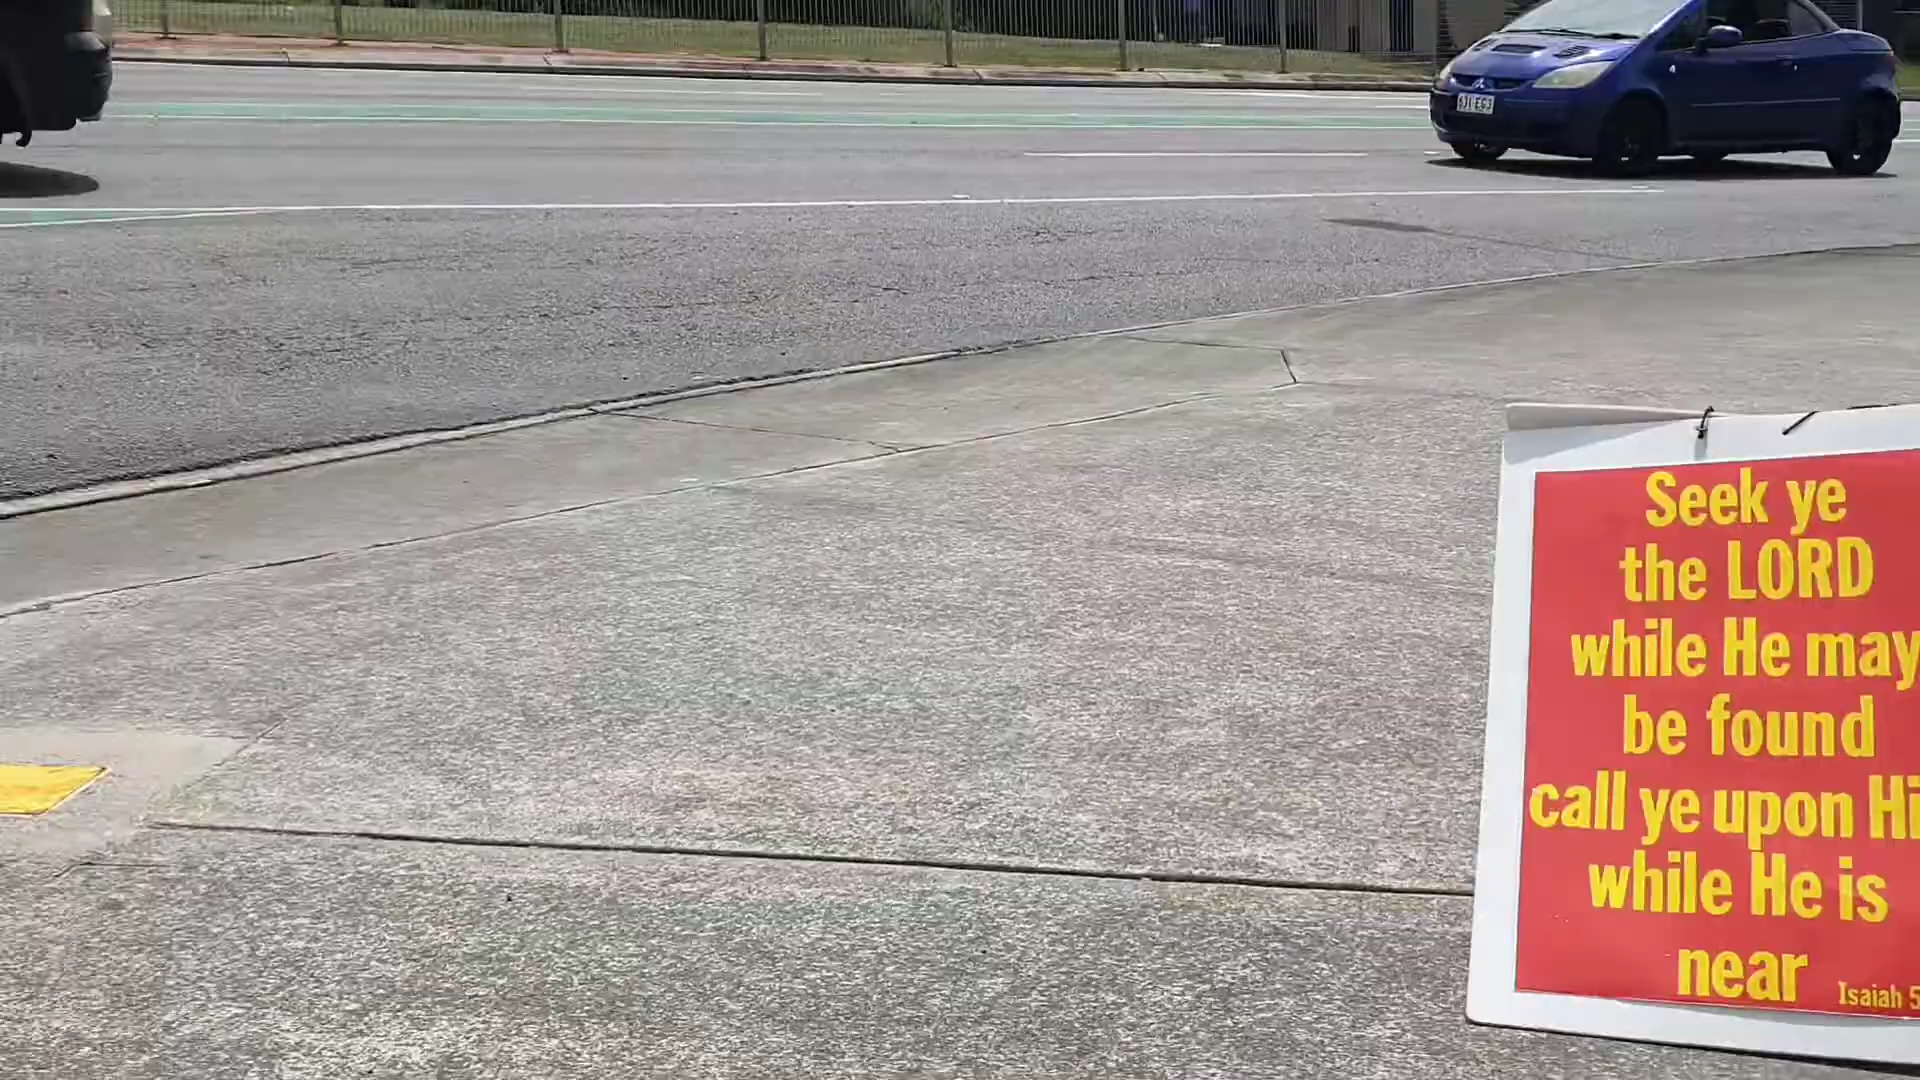 Seek ye
the LORD
while He may
be found
call ye upon Hi
while He is
near
Isaiah 5